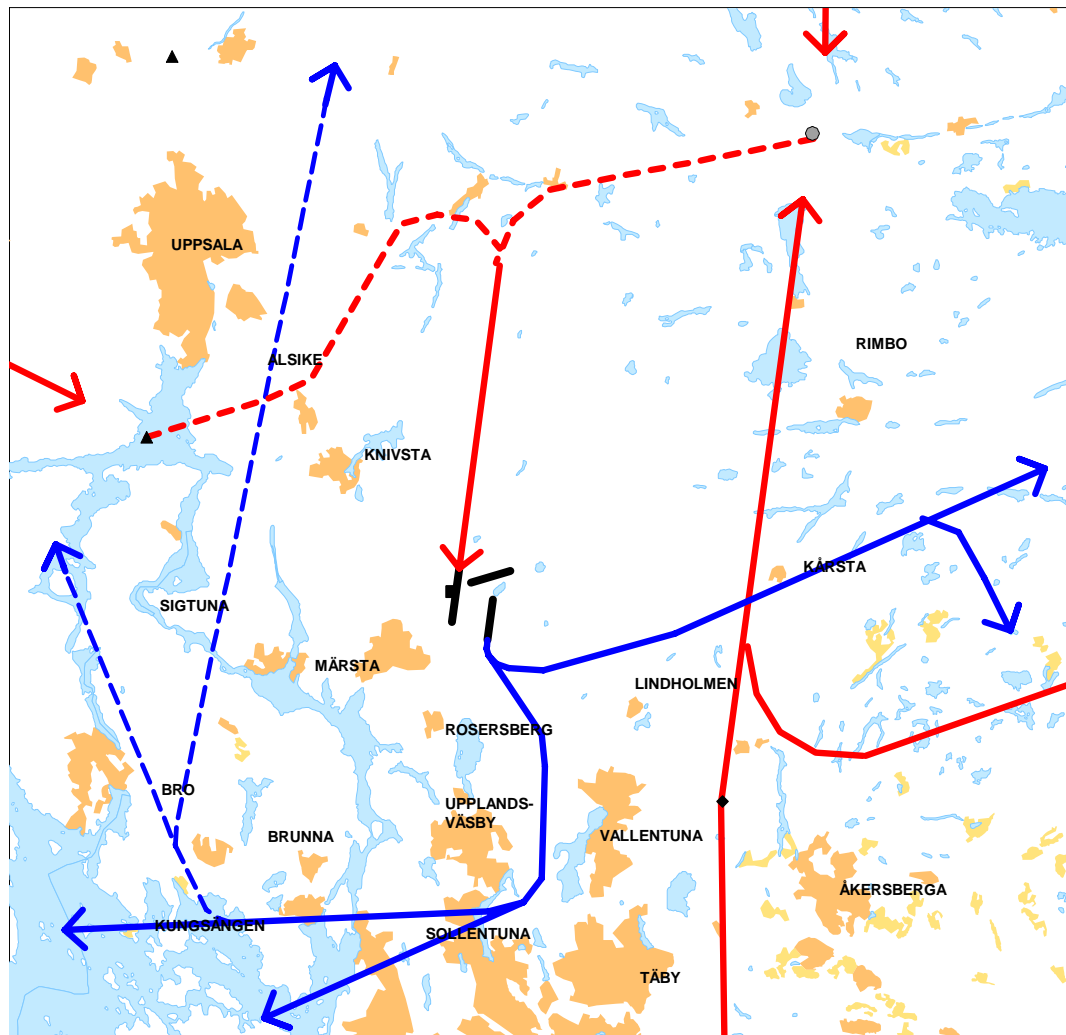 UPPSALA
RIMBO
ALSIKE
KNIVSTA
KÅRSTA
SIGTUNA
MÄRSTA
LINDHOLMEN
ROSERSBERG
BRO
UPPLANDS-
VÄSBY
BRUNNA
VALLENTUNA
ÅKERSBERGA
KUNGSÄNGEN
SOLLENTUNA
TÄBY